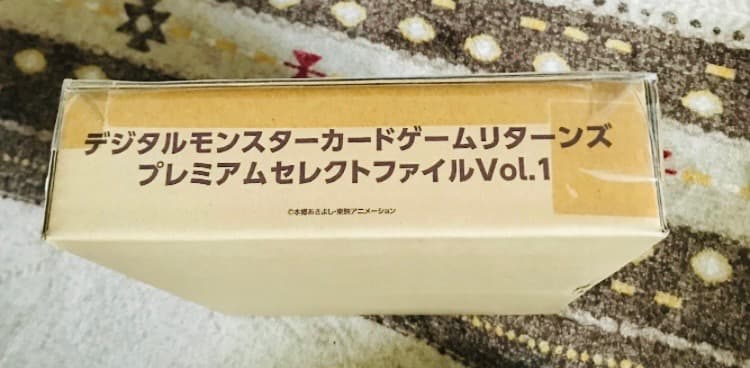 デジタルモンスターカードゲームリターンズ
プレミアムセレクトファイルVol.1
©本郷あきよし・東映アニメーション